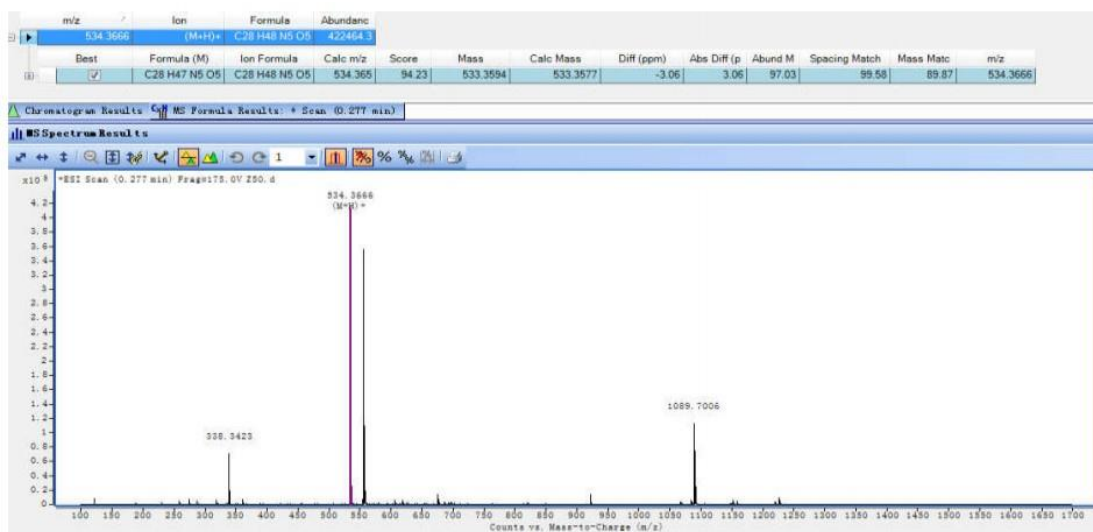 m/z Ion Formula Abundanc
534.3666 (M+H)+ C28 H48 N5 O5 422464.3
Best Formula (M) Ion Formula Calc m/z Score Mass Calc Mass Diff (ppm) Abs Diff (p Abund M Spacing Match Mass Matc m/z
C28 H47 N5 O5 C28 H48 N5 O5 534.365 94.23 533.3594 533.3577 -3.06 3.06 97.03 99.58 89.87 534.3666
Chromatogram Results MS Formula Results: + Scan (0.277 min)
MS Spectrum Results
1
+ESI Scan (0.277 min) Frag=175.0V 250.d
534.3666
(M+H)+
4.2
4
3.8
3.6
3.4
3.2
3
2.8
2.6
2.4
2.2
2
1.8
1.6
1.4
1.2
1
0.8
0.6
0.4
0.2
0
338.3423
1089.7006
100 150 200 250 300 350 400 450 500 550 600 650 700 750 800 850 900 950 1000 1050 1100 1150 1200 1250 1300 1350 1400 1450 1500 1550 1600 1650 1700
Counts vs. Mass-to-Charge (m/z)